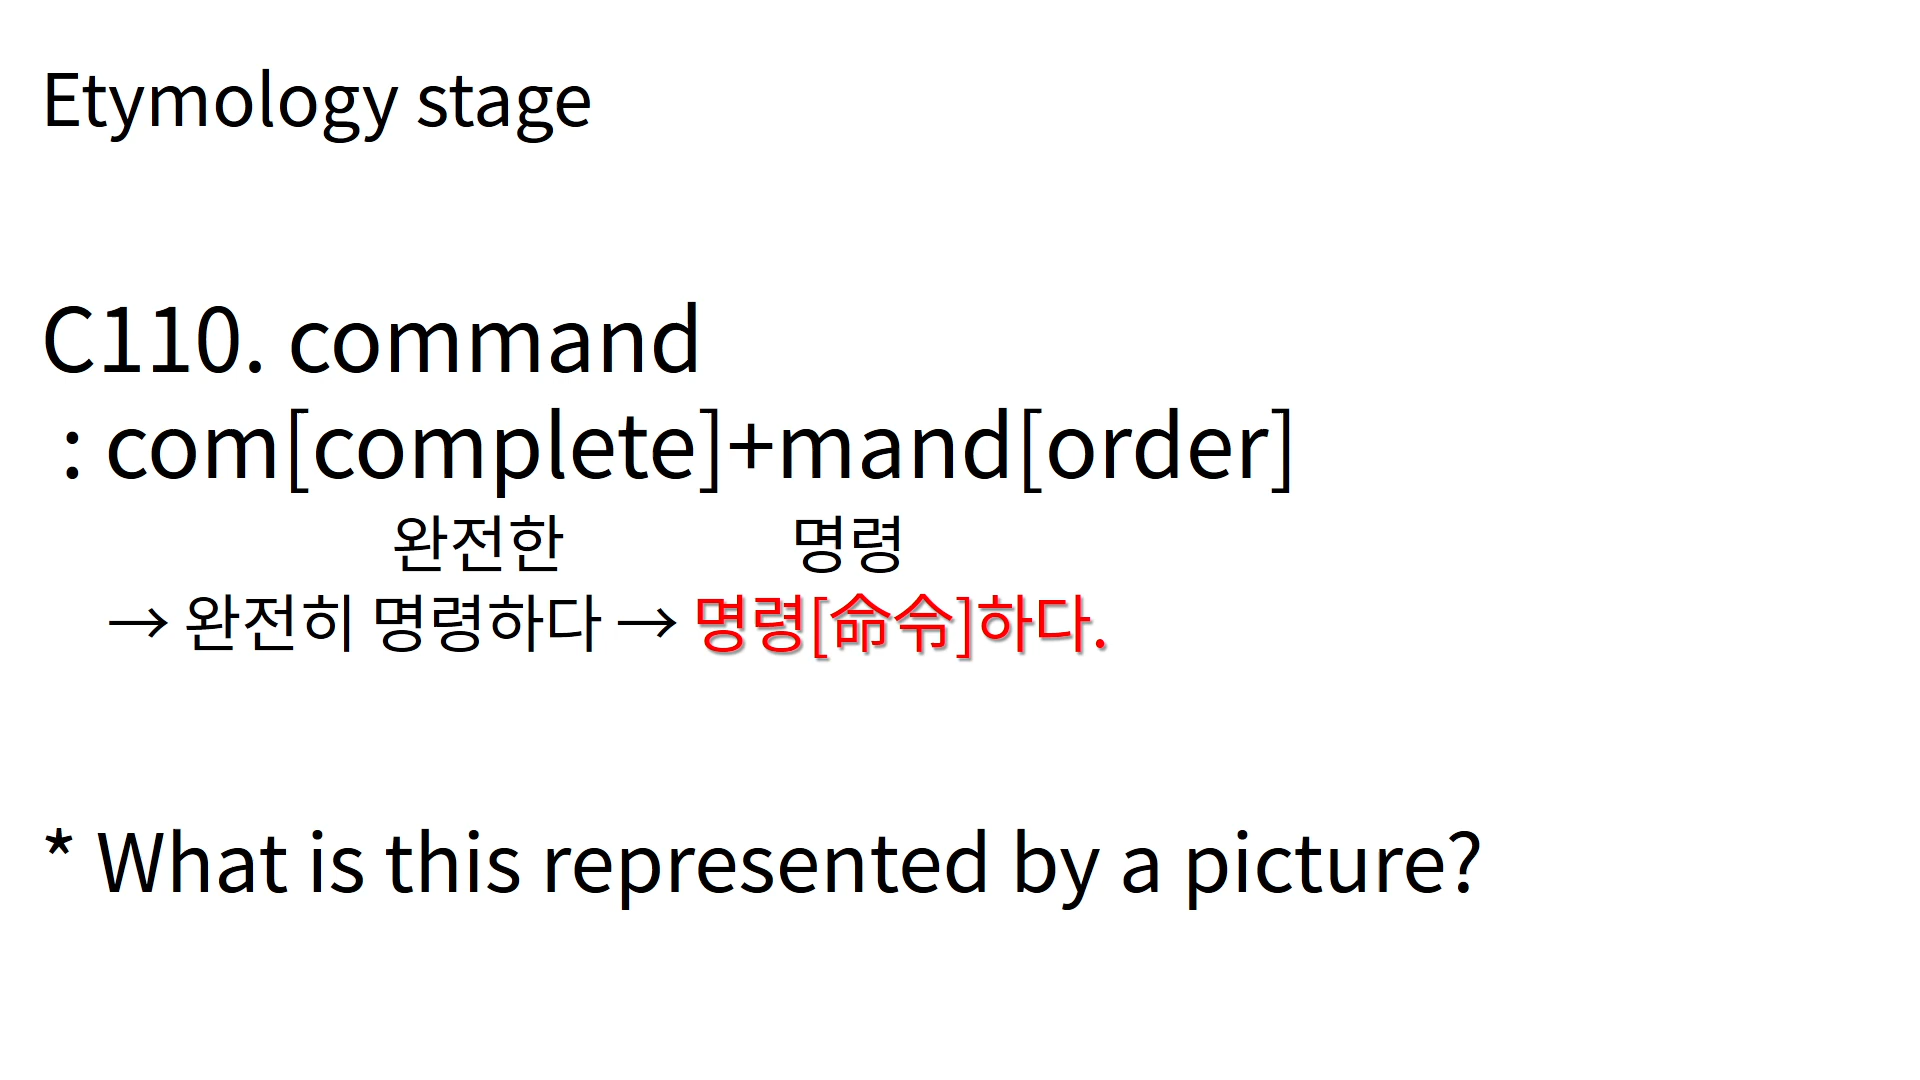 Etymology stage
C110. command
: com[complete]+mand[order]
완전한 명령
→ 완전히 명령하다 → 명령[命令]하다.
* What is this represented by a picture?